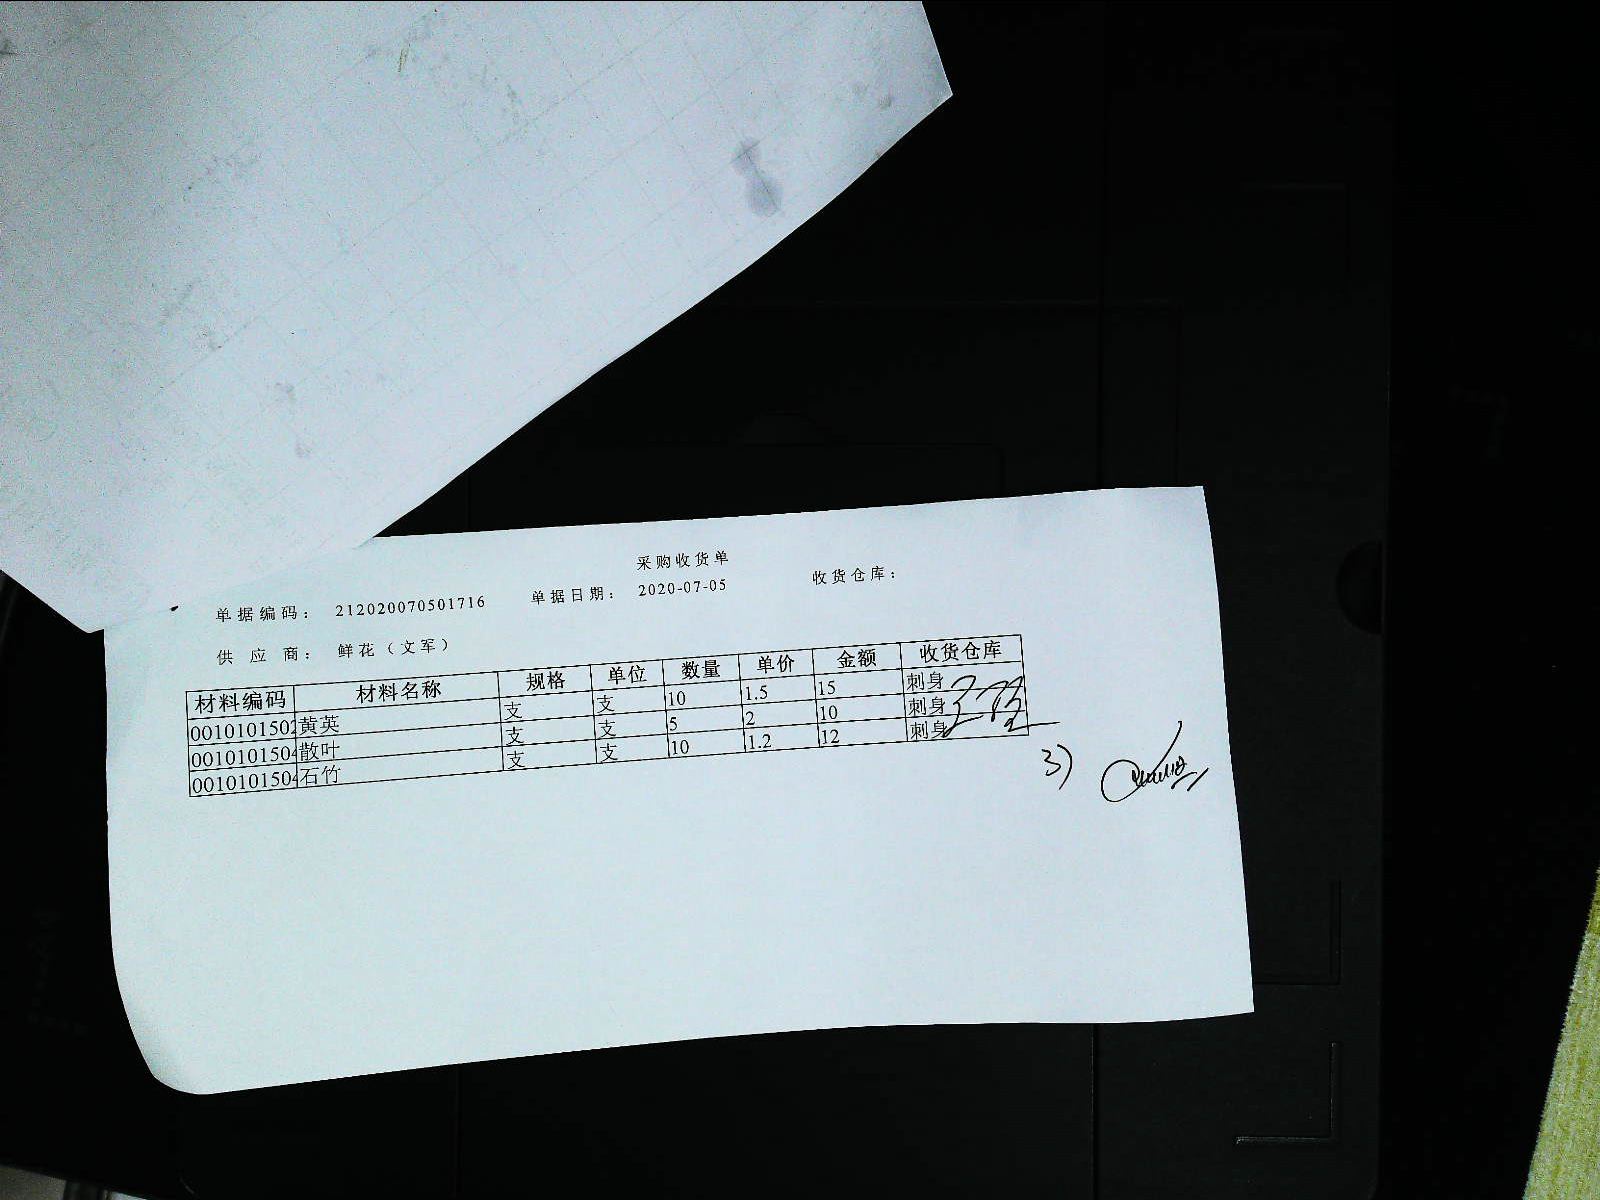 采购收货单
单据编码： 212020070501716 单据日期： 2020-07-05 收货仓库：
供应商： 鲜花（文军）
材料编码 材料名称 规格 单位 数量 单价 金额 收货仓库
0010101502 黄英 支 支 10 1.5 15 刺身
0010101504 散叶 支 支 5 2 10 刺身
0010101504 石竹 支 支 10 1.2 12 刺身